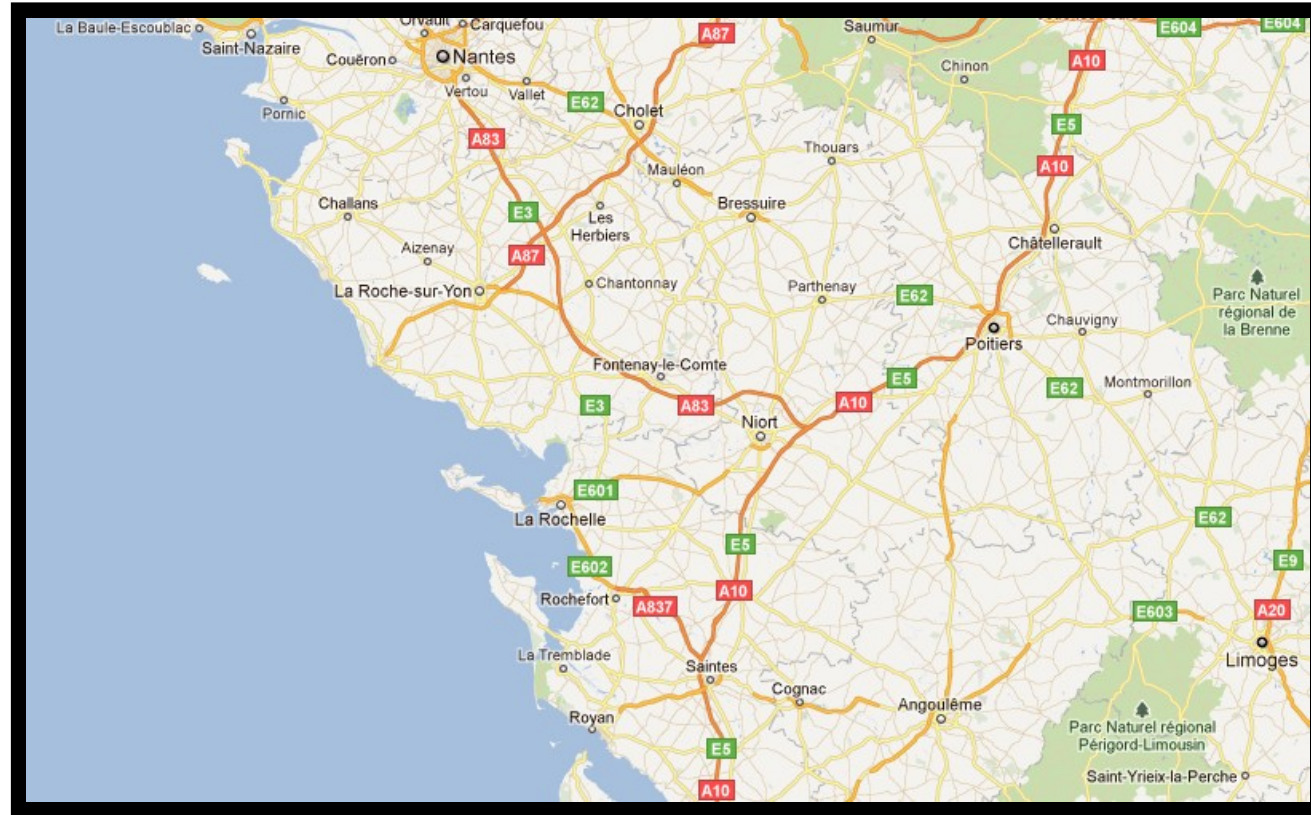 La Baule-Escoublac
Saint-Nazaire
Orvault
Carquefou
Couëron
Nantes
Vertou
Vallet
Pornic
A87
Saumur
E604
E604
A10
Chinon
E62
Cholet
E5
A83
Thouars
A10
Mauléon
Challans
E3
Les
Herbiers
Bressuire
Châtellerault
Aizenay
A87
La Roche-sur-Yon
Chantonnay
Parthenay
E62
Parc Naturel
régional de
la Brenne
Poitiers
Chauvigny
Fontenay-le-Comte
E5
E62
Montmorillon
E3
A83
A10
Niort
E601
La Rochelle
E62
E5
E602
E9
Rochefort
A837
A10
E603
A20
La Tremblade
Saintes
Limoges
Cognac
Angoulême
Royan
Parc Naturel régional
Périgord-Limousin
E5
Saint-Yrieix-la-Perche
A10